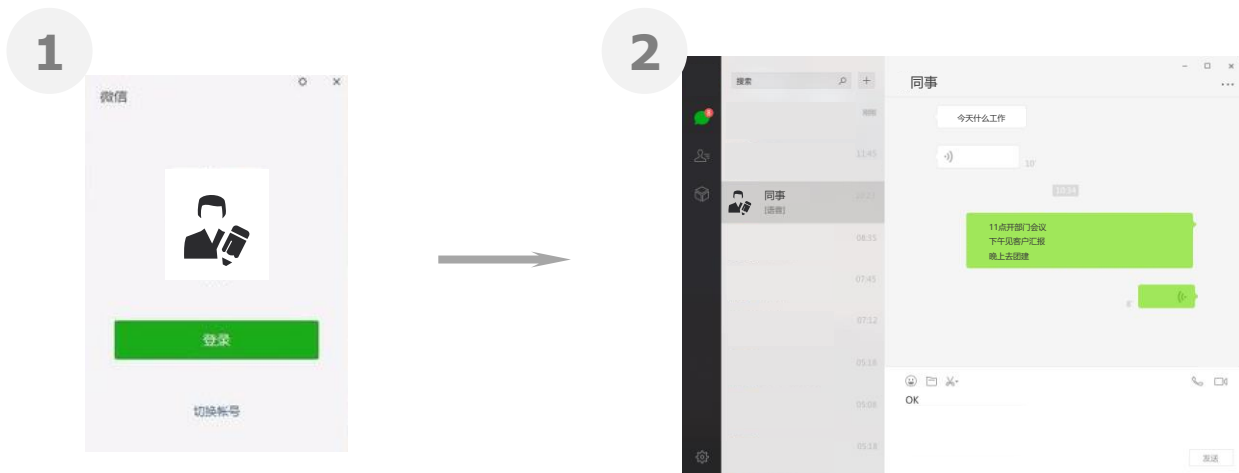 1
微信
登录
切换帐号
2
搜索
11:45
同事
[语音]
08:35
07:45
07:12
05:18
05:08
05:18
同事
今天什么工作
10'
10:34
11点开部门会议
下午见客户汇报
晚上去团建
8'
OK
发送